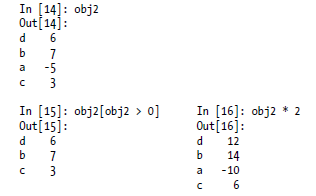 In [14]: obj2
Out[14]:
d 6
b 7
a -5
c 3
In [15]: obj2[obj2 > 0]
Out[15]:
d 6
b 7
c 3
In [16]: obj2 * 2
Out[16]:
d 12
b 14
a -10
c 6